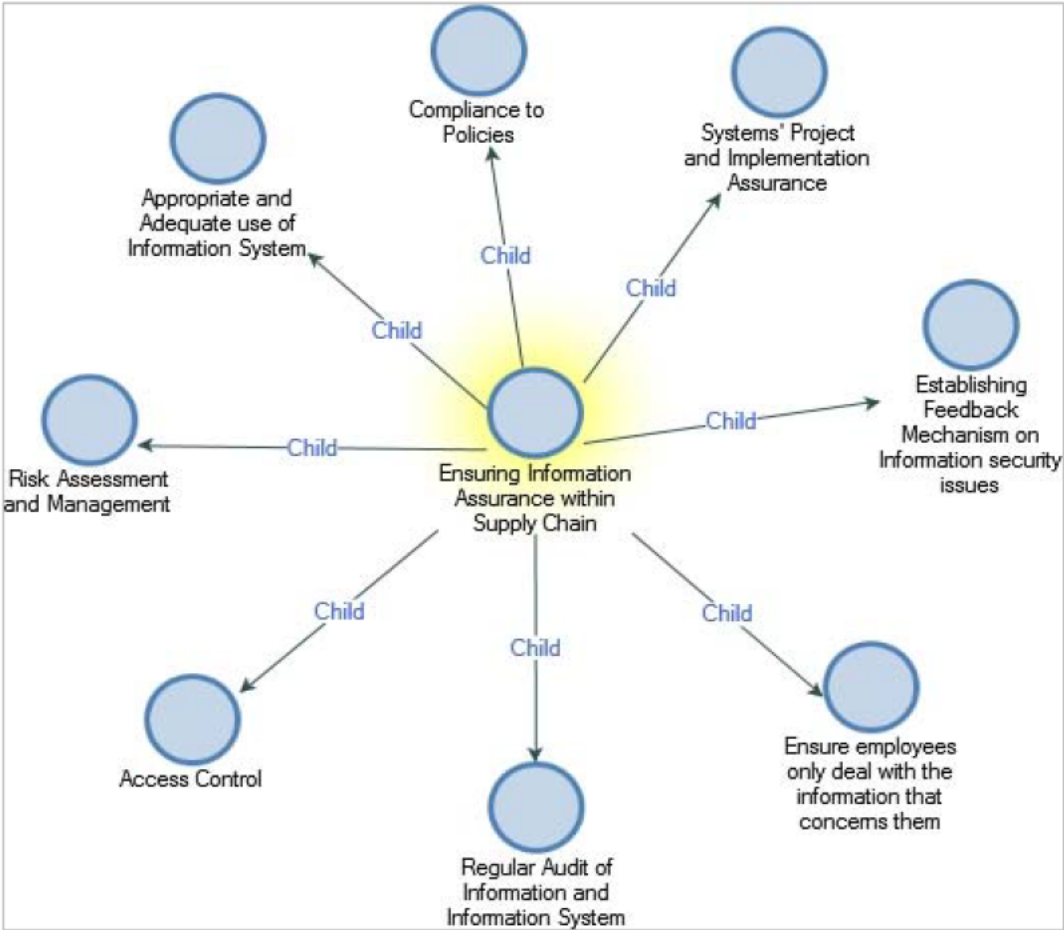 Compliance to
Policies
Systems' Project
and Implementation
Assurance
Appropriate and
Adequate use of
Information System
Child
Child
Child
Establishing
Feedback
Mechanism on
Information security
issues
Child
Child
Risk Assessment
and Management
Ensuring Information
Assurance within
Supply Chain
Child
Child
Child
Access Control
Ensure employees
only deal with the
information that
concerns them
Regular Audit of
Information and
Information System